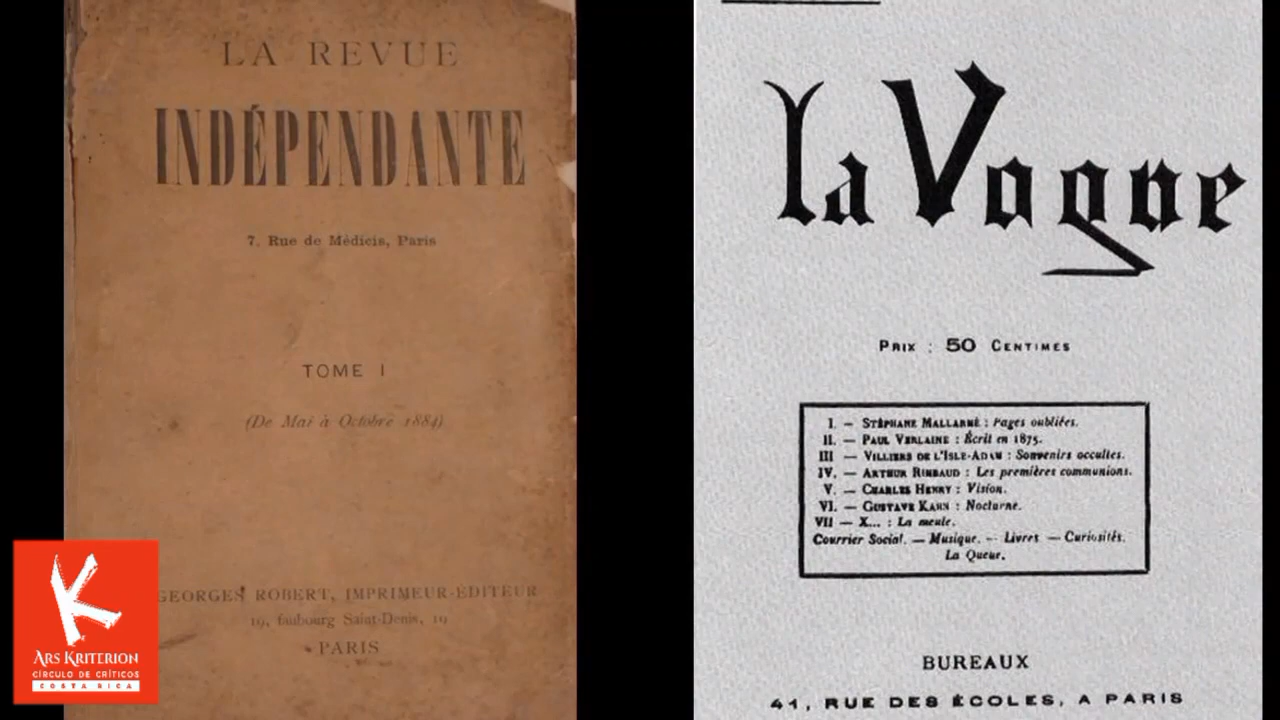 LA REVUE
INDÉPENDANTE
7. Rue de Médicis, Paris
TOME I
(De Mai à Octobre 1884)
GEORGES ROBERT, IMPRIMEUR-ÉDITEUR
19, faubourg Saint-Denis, 19
PARIS
la Vogue
PRIX : 50 CENTIMES
I. — STÉPHANE MALLARMÉ : Pages oubliées.
II. — PAUL VERLAINE : Écrit en 1875.
III — VILLIERS DE L'ISLE-ADAM : Souvenirs occultes.
IV. — ARTHUR RIMBAUD : Les premières communions.
V. — CHARLES HENRY : Vision.
VI. — GUSTAVE KAHN : Nocturne.
VII — X... : La meule.
Courrier Social. — Musique. — Livres — Curiosités.
La Queue.
BUREAUX
41, RUE DES ÉCOLES, A PARIS
K
ARS KRITERION
CÍRCULO DE CRÍTICOS
COSTA RICA